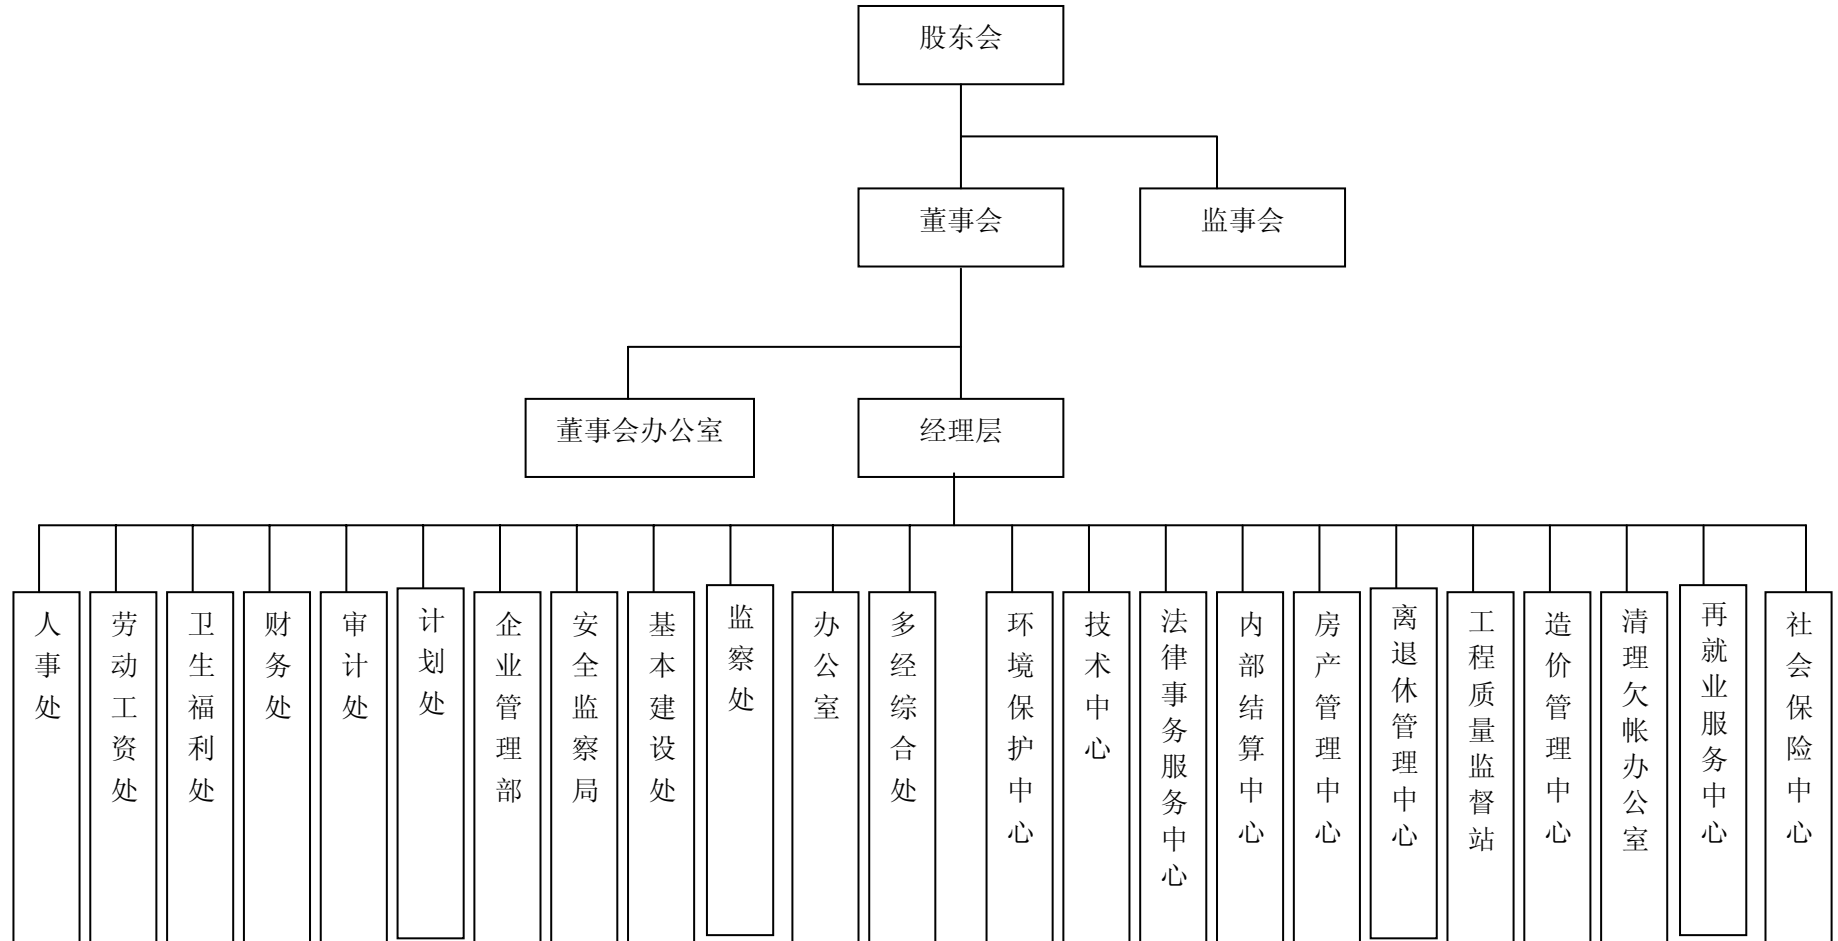 股东会
董事会
监事会
董事会办公室
经理层
人事处
劳动工资处
卫生福利处
财务处
审计处
计划处
企业管理部
安全监察局
基本建设处
监察处
办公室
多经综合处
环境保护中心
技术中心
法律事务服务中心
内部结算中心
房产管理中心
离退休管理中心
工程质量监督站
造价管理中心
清理欠帐办公室
再就业服务中心
社会保险中心